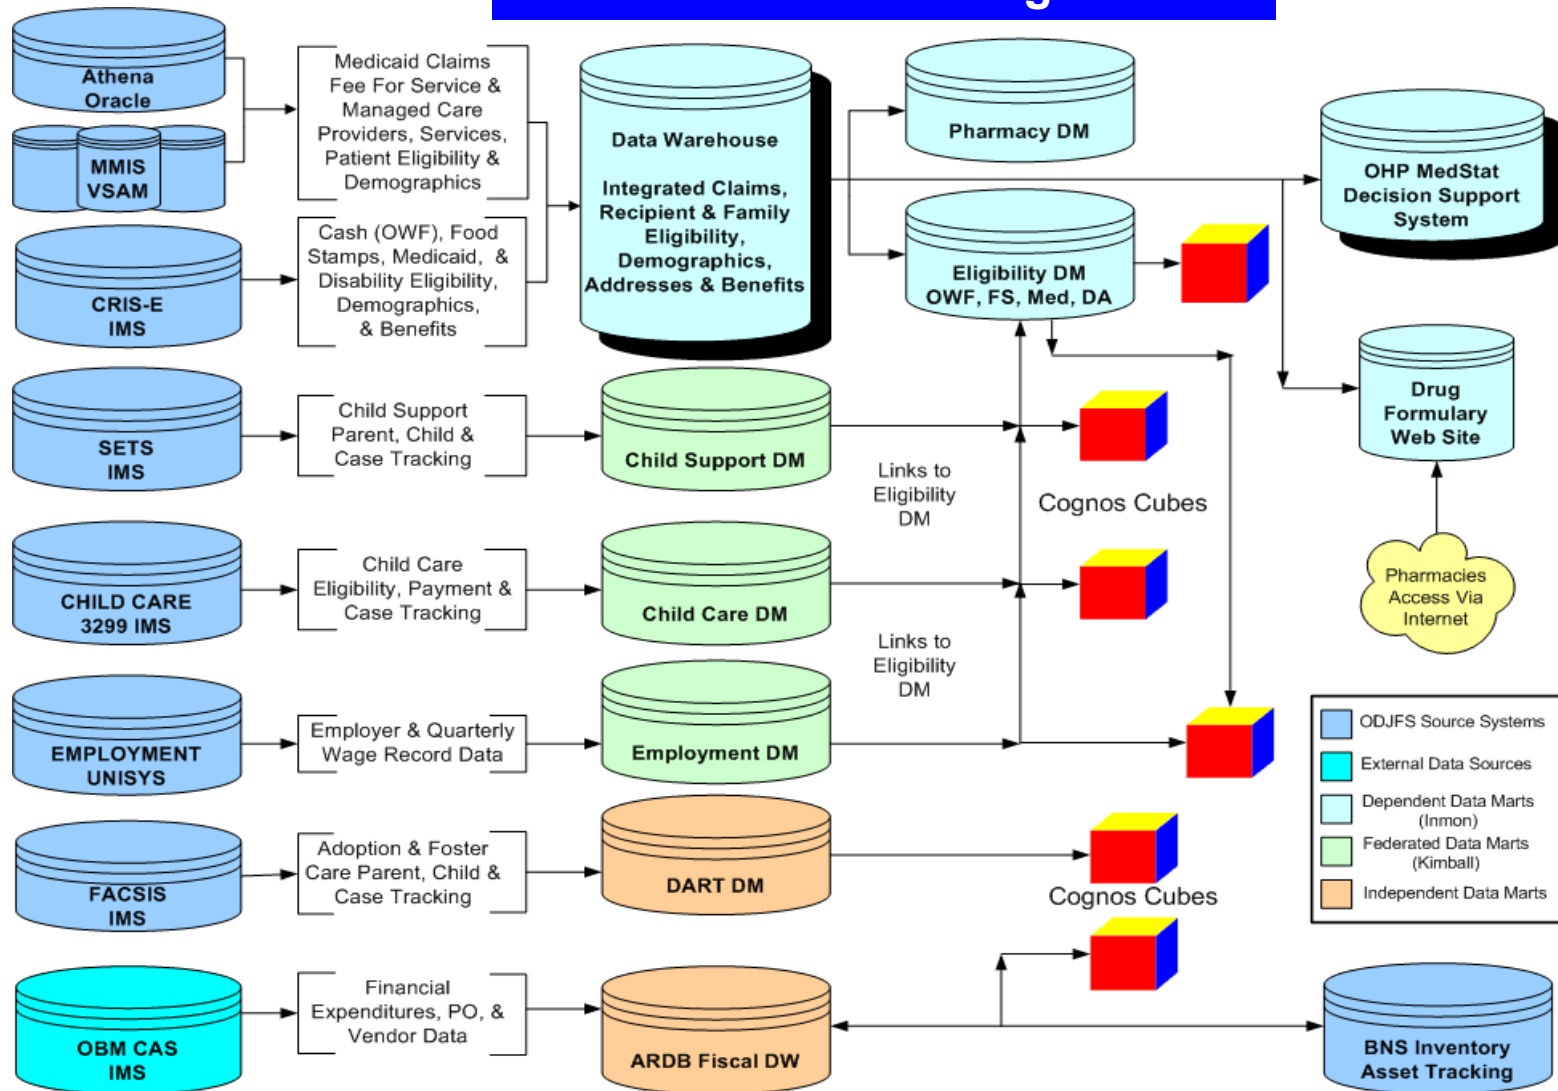 Athena
Oracle
MMIS
VSAM
CRIS-E
IMS
SETS
IMS
CHILD CARE
3299 IMS
EMPLOYMENT
UNISYS
FACSIS
IMS
OBM CAS
IMS
Medicaid Claims
Fee For Service &
Managed Care
Providers, Services,
Patient Eligibility &
Demographics
Cash (OWF), Food
Stamps, Medicaid, &
Disability Eligibility,
Demographics,
& Benefits
Child Support
Parent, Child &
Case Tracking
Child Care
Eligibility, Payment &
Case Tracking
Employer & Quarterly
Wage Record Data
Adoption & Foster
Care Parent, Child &
Case Tracking
Financial
Expenditures, PO, &
Vendor Data
Data Warehouse
Integrated Claims,
Recipient & Family
Eligibility,
Demographics,
Addresses & Benefits
Child Support DM
Child Care DM
Employment DM
DART DM
ARDB Fiscal DW
Pharmacy DM
Eligibility DM
OWF, FS, Med, DA
Links to
Eligibility
DM
Cognos Cubes
Links to
Eligibility
DM
Cognos Cubes
OHP MedStat
Decision Support
System
Drug
Formulary
Web Site
Pharmacies
Access Via
Internet
ODJFS Source Systems
External Data Sources
Dependent Data Marts
(Inmon)
Federated Data Marts
(Kimball)
Independent Data Marts
BNS Inventory
Asset Tracking